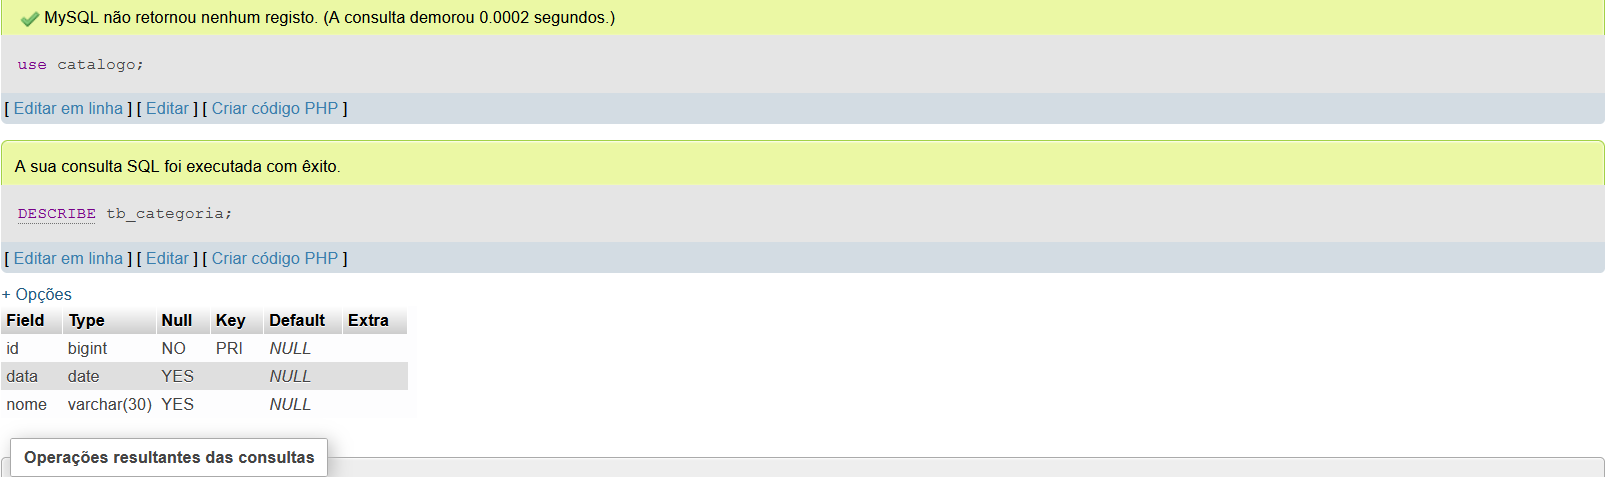 MySQL não retornou nenhum registo. (A consulta demorou 0.0002 segundos.)
use catalogo;
[ Editar em linha ] [ Editar ] [ Criar código PHP ]
A sua consulta SQL foi executada com êxito.
DESCRIBE tb_categoria;
[ Editar em linha ] [ Editar ] [ Criar código PHP ]
+ Opções
Field Type Null Key Default Extra
id bigint NO PRI NULL
data date YES NULL
nome varchar(30) YES NULL
Operações resultantes das consultas